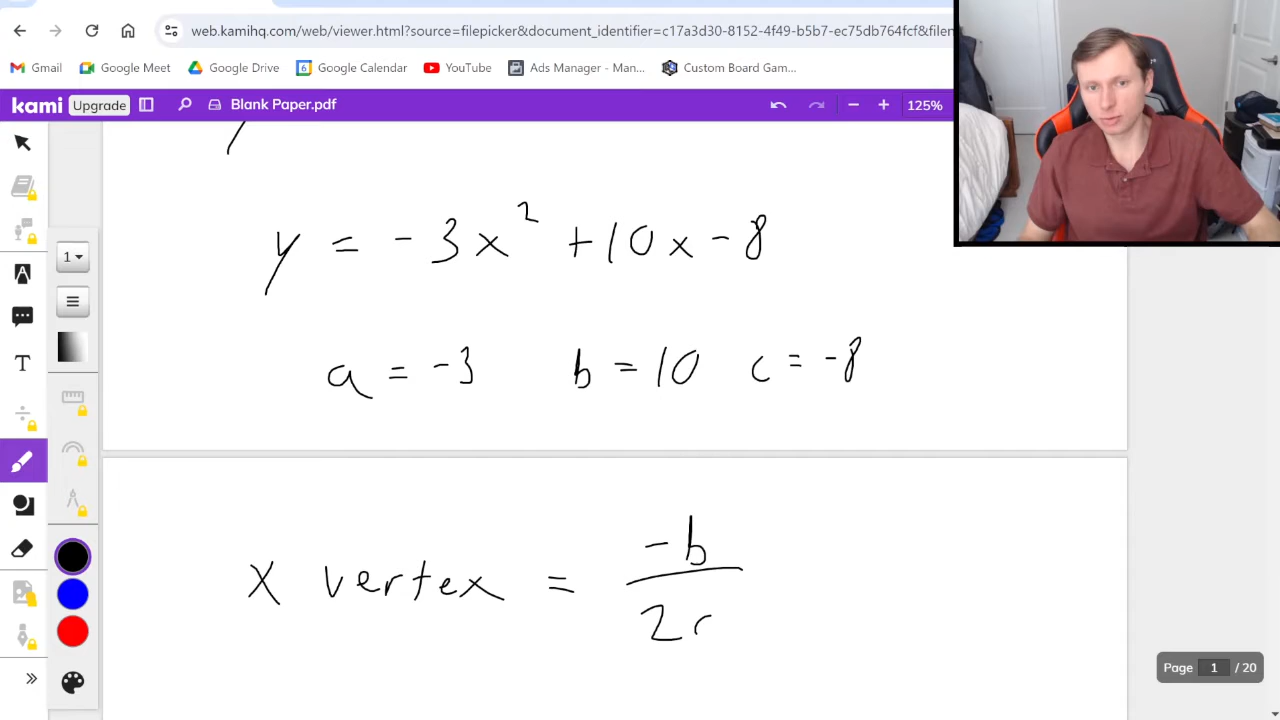 web.kamihq.com/web/viewer.html?source=filepicker&document_identifier=c17a3d30-8152-4f49-b5b7-ec75db764fcf&filen
Gmail Google Meet Google Drive 6 Google Calendar YouTube Ads Manager - Man... Custom Board Gam...
kami Upgrade Blank Paper.pdf 125%
y = -3x² +10x -8
1
a = -3 b = 10 c = -8
T
-b
X vertex =
2
Page 1 / 20